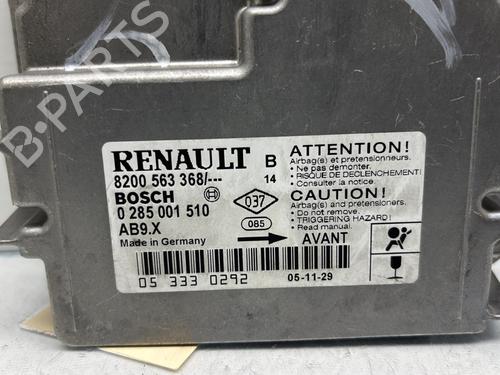 B-PARTS
RENAULT B
8200 563 368/--- 14
BOSCH
0 285 001 510
AB9.X
Made in Germany
037
085
AVANT
ATTENTION!
Airbag(s) et pretensionneurs.
• Ne pas demonter.
• RISQUE DE DECLENCHEMENT!
• Consulter la notice.
CAUTION!
Airbag(s) and pretensioners.
• Do not remove.
• TRIGGERING HAZARD!
• Read manual.
05 333 0292
05-11-29